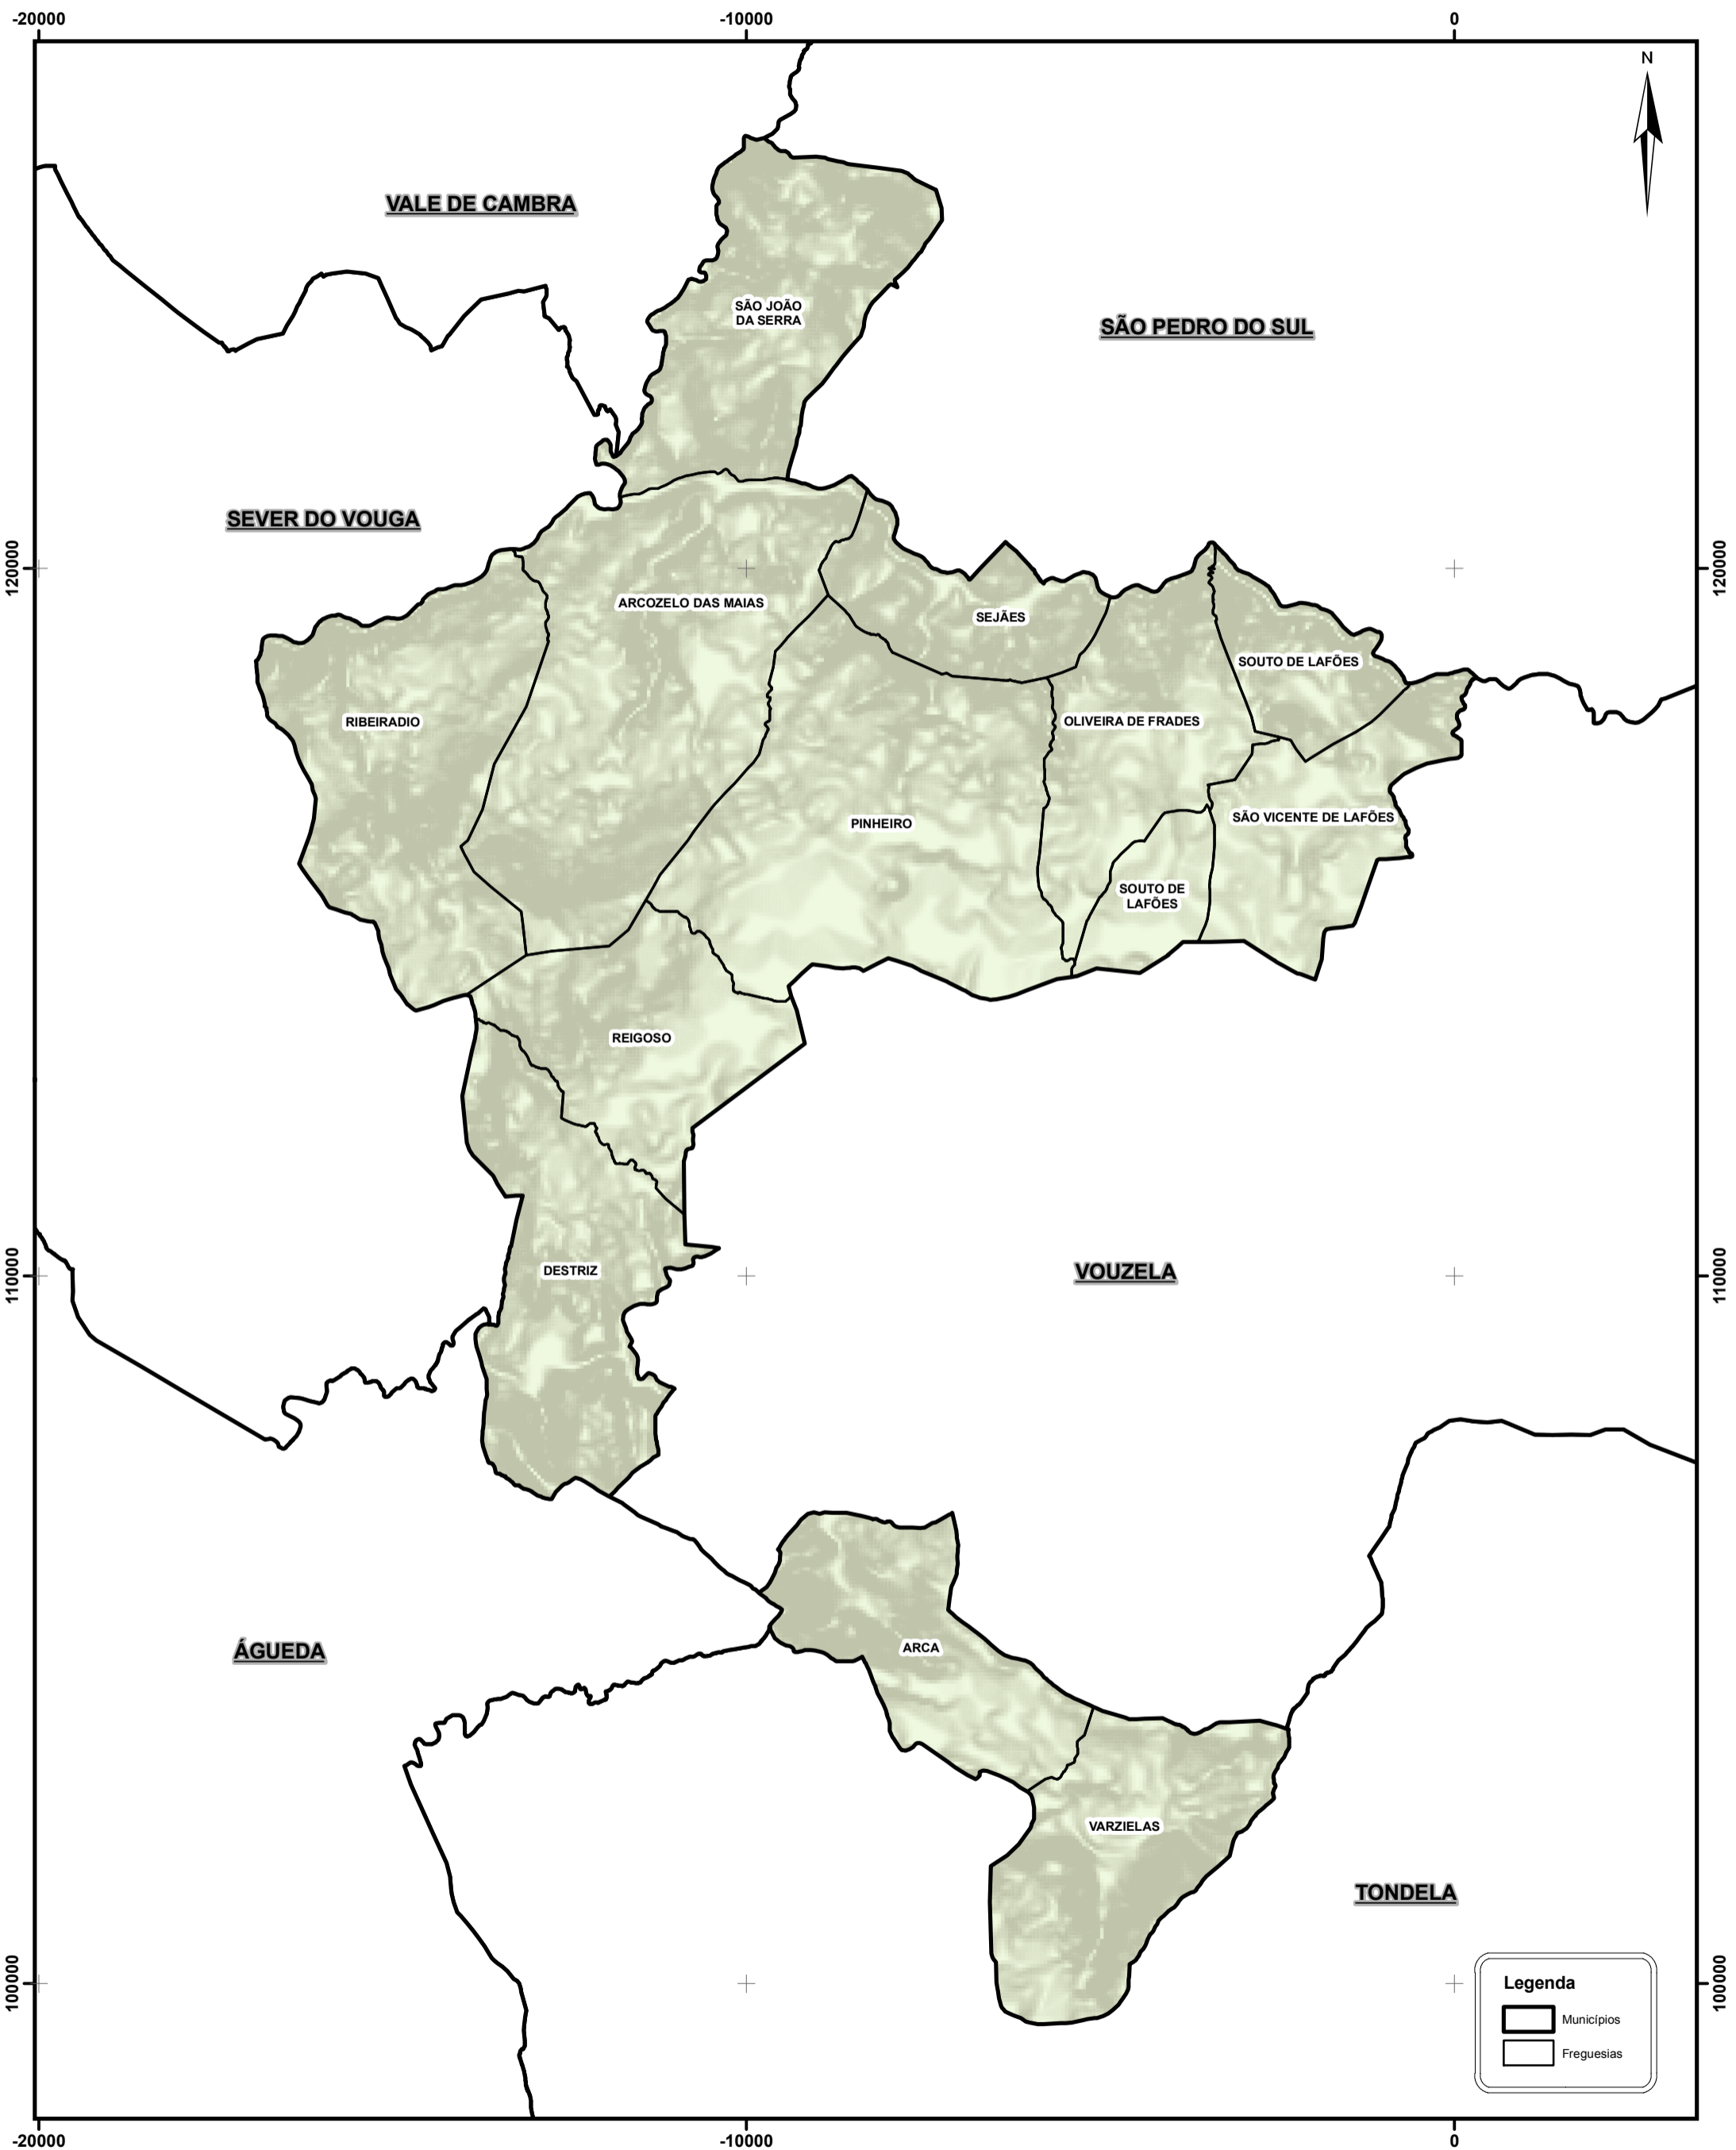 -20000
-10000
0
N
VALE DE CAMBRA
SÃO JOÃO
DA SERRA
SÃO PEDRO DO SUL
SEVER DO VOUGA
120000
120000
ARCOZELO DAS MAIAS
SEJÃES
SOUTO DE LAFÕES
RIBEIRADIO
OLIVEIRA DE FRADES
PINHEIRO
SÃO VICENTE DE LAFÕES
SOUTO DE
LAFÕES
REIGOSO
110000
DESTRIZ
VOUZELA
110000
ÁGUEDA
ARCA
VARZIELAS
TONDELA
100000
100000
Legenda
Municípios
Freguesias
-20000
-10000
0